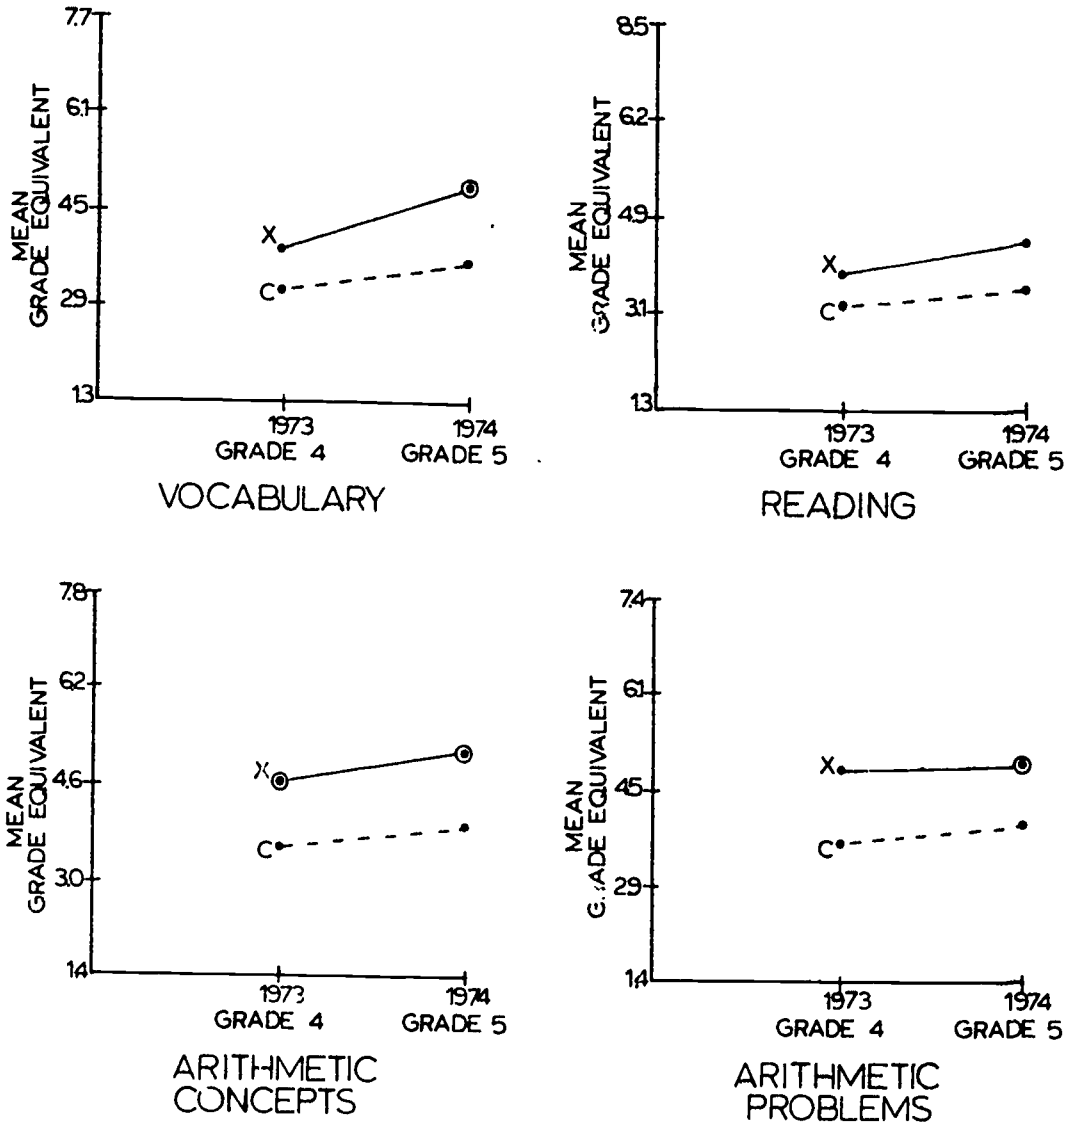 7.7
6.1
4.5
2.9
1.3
MEAN
GRADE EQUIVALENT
X
C
1973
GRADE 4
1974
GRADE 5
VOCABULARY
8.5
6.2
4.9
3.1
1.3
MEAN
GRADE EQUIVALENT
X
C
1973
GRADE 4
1974
GRADE 5
READING
7.8
6.2
4.6
3.0
1.4
MEAN
GRADE EQUIVALENT
X
C
1973
GRADE 4
1974
GRADE 5
ARITHMETIC
CONCEPTS
7.4
6.1
4.5
2.9
1.4
MEAN
GRADE EQUIVALENT
X
C
1973
GRADE 4
1974
GRADE 5
ARITHMETIC
PROBLEMS